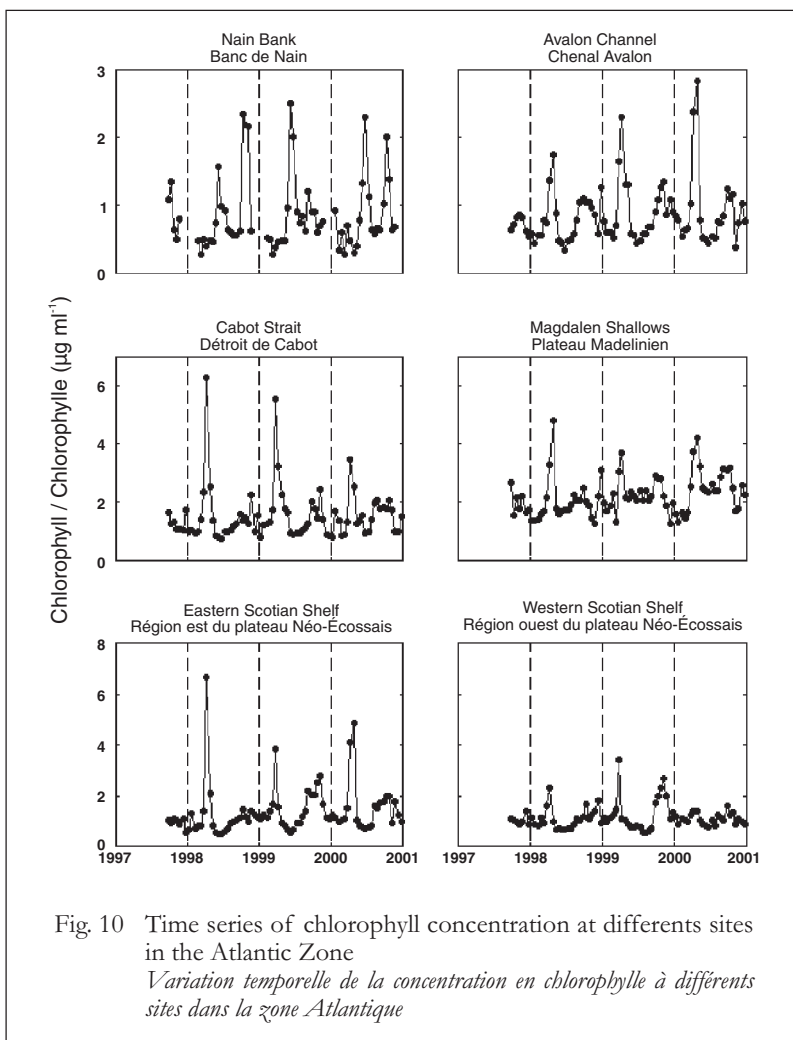 Nain Bank
Banc de Nain
Avalon Channel
Chenal Avalon
3
2
1
0
Chlorophyll / Chlorophylle (µg ml⁻¹)
Cabot Strait
Détroit de Cabot
Magdalen Shallows
Plateau Madelinien
6
4
2
0
Eastern Scotian Shelf
Région est du plateau Néo-Écossais
Western Scotian Shelf
Région ouest du plateau Néo-Écossais
8
6
4
2
0
1997 1998 1999 2000 2001
1997 1998 1999 2000 2001
Fig. 10 Time series of chlorophyll concentration at differents sites
in the Atlantic Zone
Variation temporelle de la concentration en chlorophylle à différents
sites dans la zone Atlantique